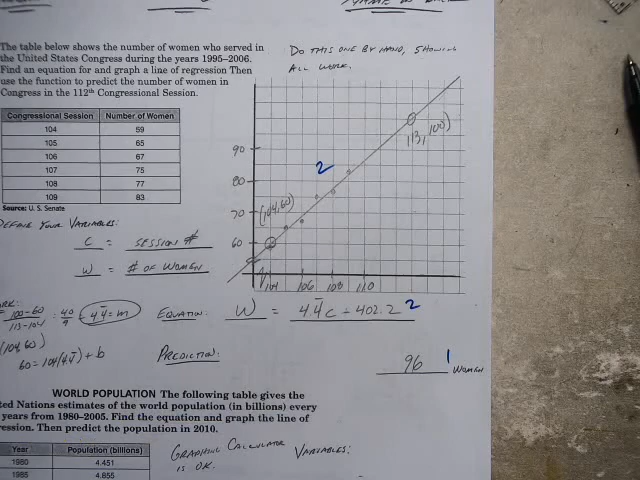 The table below shows the number of women who served in
the United States Congress during the years 1995–2006.
Find an equation for and graph a line of regression Then
use the function to predict the number of women in
Congress in the 112th Congressional Session.
DO THIS ONE BY HAND, SHOWING
ALL WORK.
Congressional Session Number of Women
104 59
105 65
106 67
107 75
108 77
109 83
Source: U. S. Senate
90
80
70
60
104 106 108 110
(104,60)
(113,100)
2
DEFINE YOUR VARIABLES:
C = SESSION #
W = # OF WOMEN
100-60
113-104
= 40
9
= 4.4̄ = m
(104,60)
60 = 104(4.4̄) + b
EQUATION: W = 4.4̄c - 402.2 2
PREDICTION: 96 1 WOMEN
WORLD POPULATION The following table gives the
ted Nations estimates of the world population (in billions) every
years from 1980–2005. Find the equation and graph the line of
ression. Then predict the population in 2010.
Year Population (billions)
1980 4.451
1985 4.855
GRAPHING CALCULATOR
IS OK.
VARIABLES: